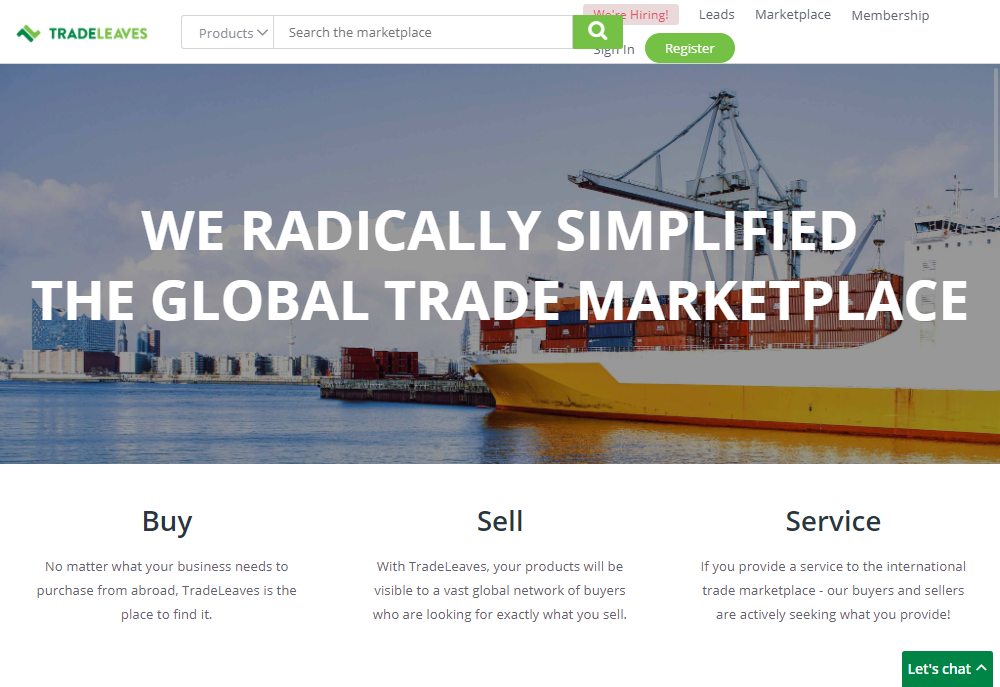 TRADELEAVES
Products
Search the marketplace
We're Hiring!
Leads
Marketplace
Membership
Sign In
Register
WE RADICALLY SIMPLIFIED
THE GLOBAL TRADE MARKETPLACE
Buy
No matter what your business needs to
purchase from abroad, TradeLeaves is the
place to find it.
Sell
With TradeLeaves, your products will be
visible to a vast global network of buyers
who are looking for exactly what you sell.
Service
If you provide a service to the international
trade marketplace - our buyers and sellers
are actively seeking what you provide!
Let's chat